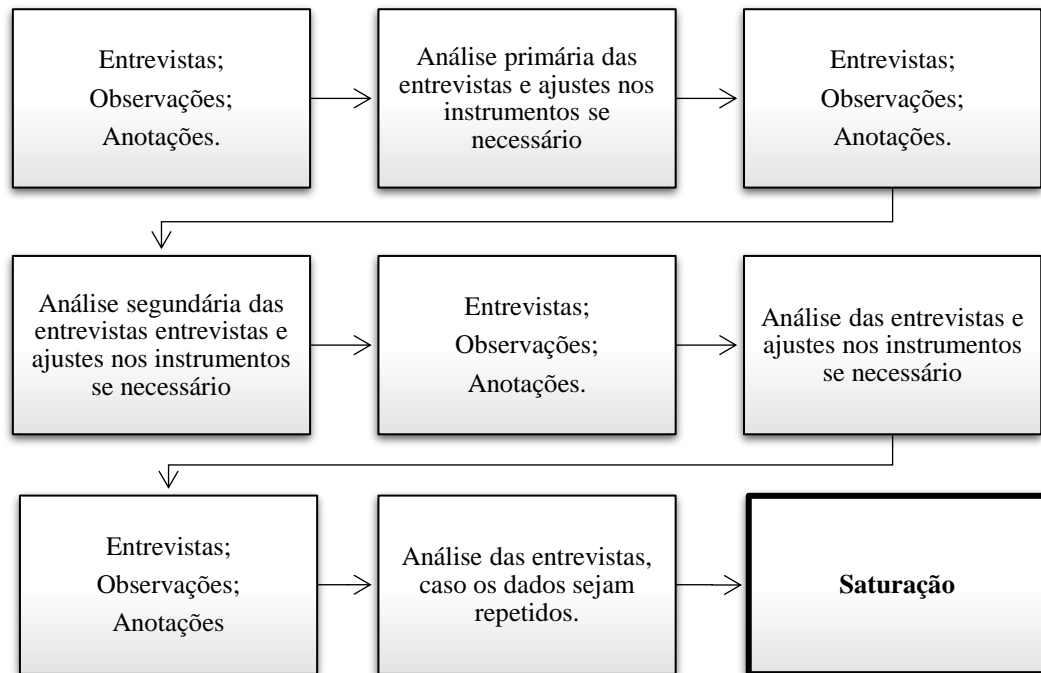 Entrevistas;
Observações;
Anotações.
Análise primária das
entrevistas e ajustes nos
instrumentos se
necessário
Entrevistas;
Observações;
Anotações.
Análise segundária das
entrevistas entrevistas e
ajustes nos instrumentos
se necessário
Entrevistas;
Observações;
Anotações.
Análise das entrevistas e
ajustes nos instrumentos
se necessário
Entrevistas;
Observações;
Anotações
Análise das entrevistas,
caso os dados sejam
repetidos.
Saturação